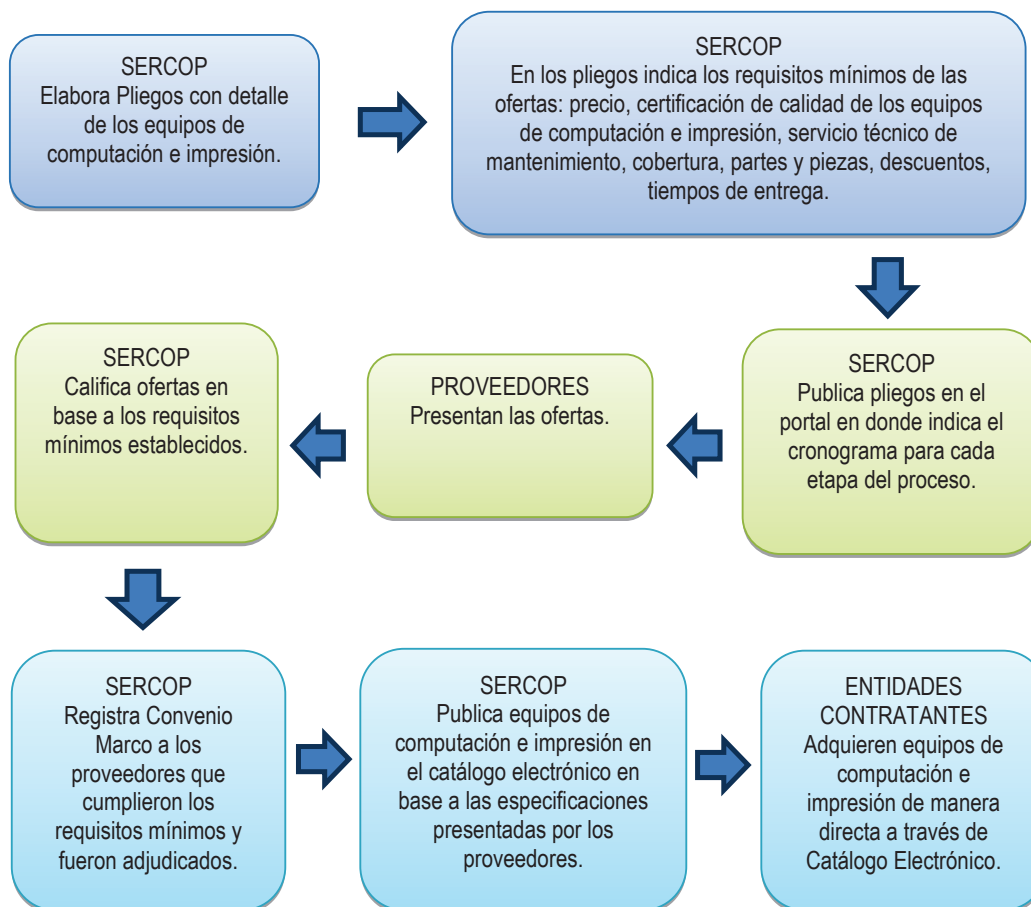 SERCOP
Elabora Pliegos con detalle
de los equipos de
computación e impresión.
SERCOP
En los pliegos indica los requisitos mínimos de las
ofertas: precio, certificación de calidad de los equipos
de computación e impresión, servicio técnico de
mantenimiento, cobertura, partes y piezas, descuentos,
tiempos de entrega.
SERCOP
Publica pliegos en el
portal en donde indica el
cronograma para cada
etapa del proceso.
PROVEEDORES
Presentan las ofertas.
SERCOP
Califica ofertas en
base a los requisitos
mínimos establecidos.
SERCOP
Registra Convenio
Marco a los
proveedores que
cumplieron los
requisitos mínimos y
fueron adjudicados.
SERCOP
Publica equipos de
computación e impresión en
el catálogo electrónico en
base a las especificaciones
presentadas por los
proveedores.
ENTIDADES
CONTRATANTES
Adquieren equipos de
computación e
impresión de manera
directa a través de
Catálogo Electrónico.